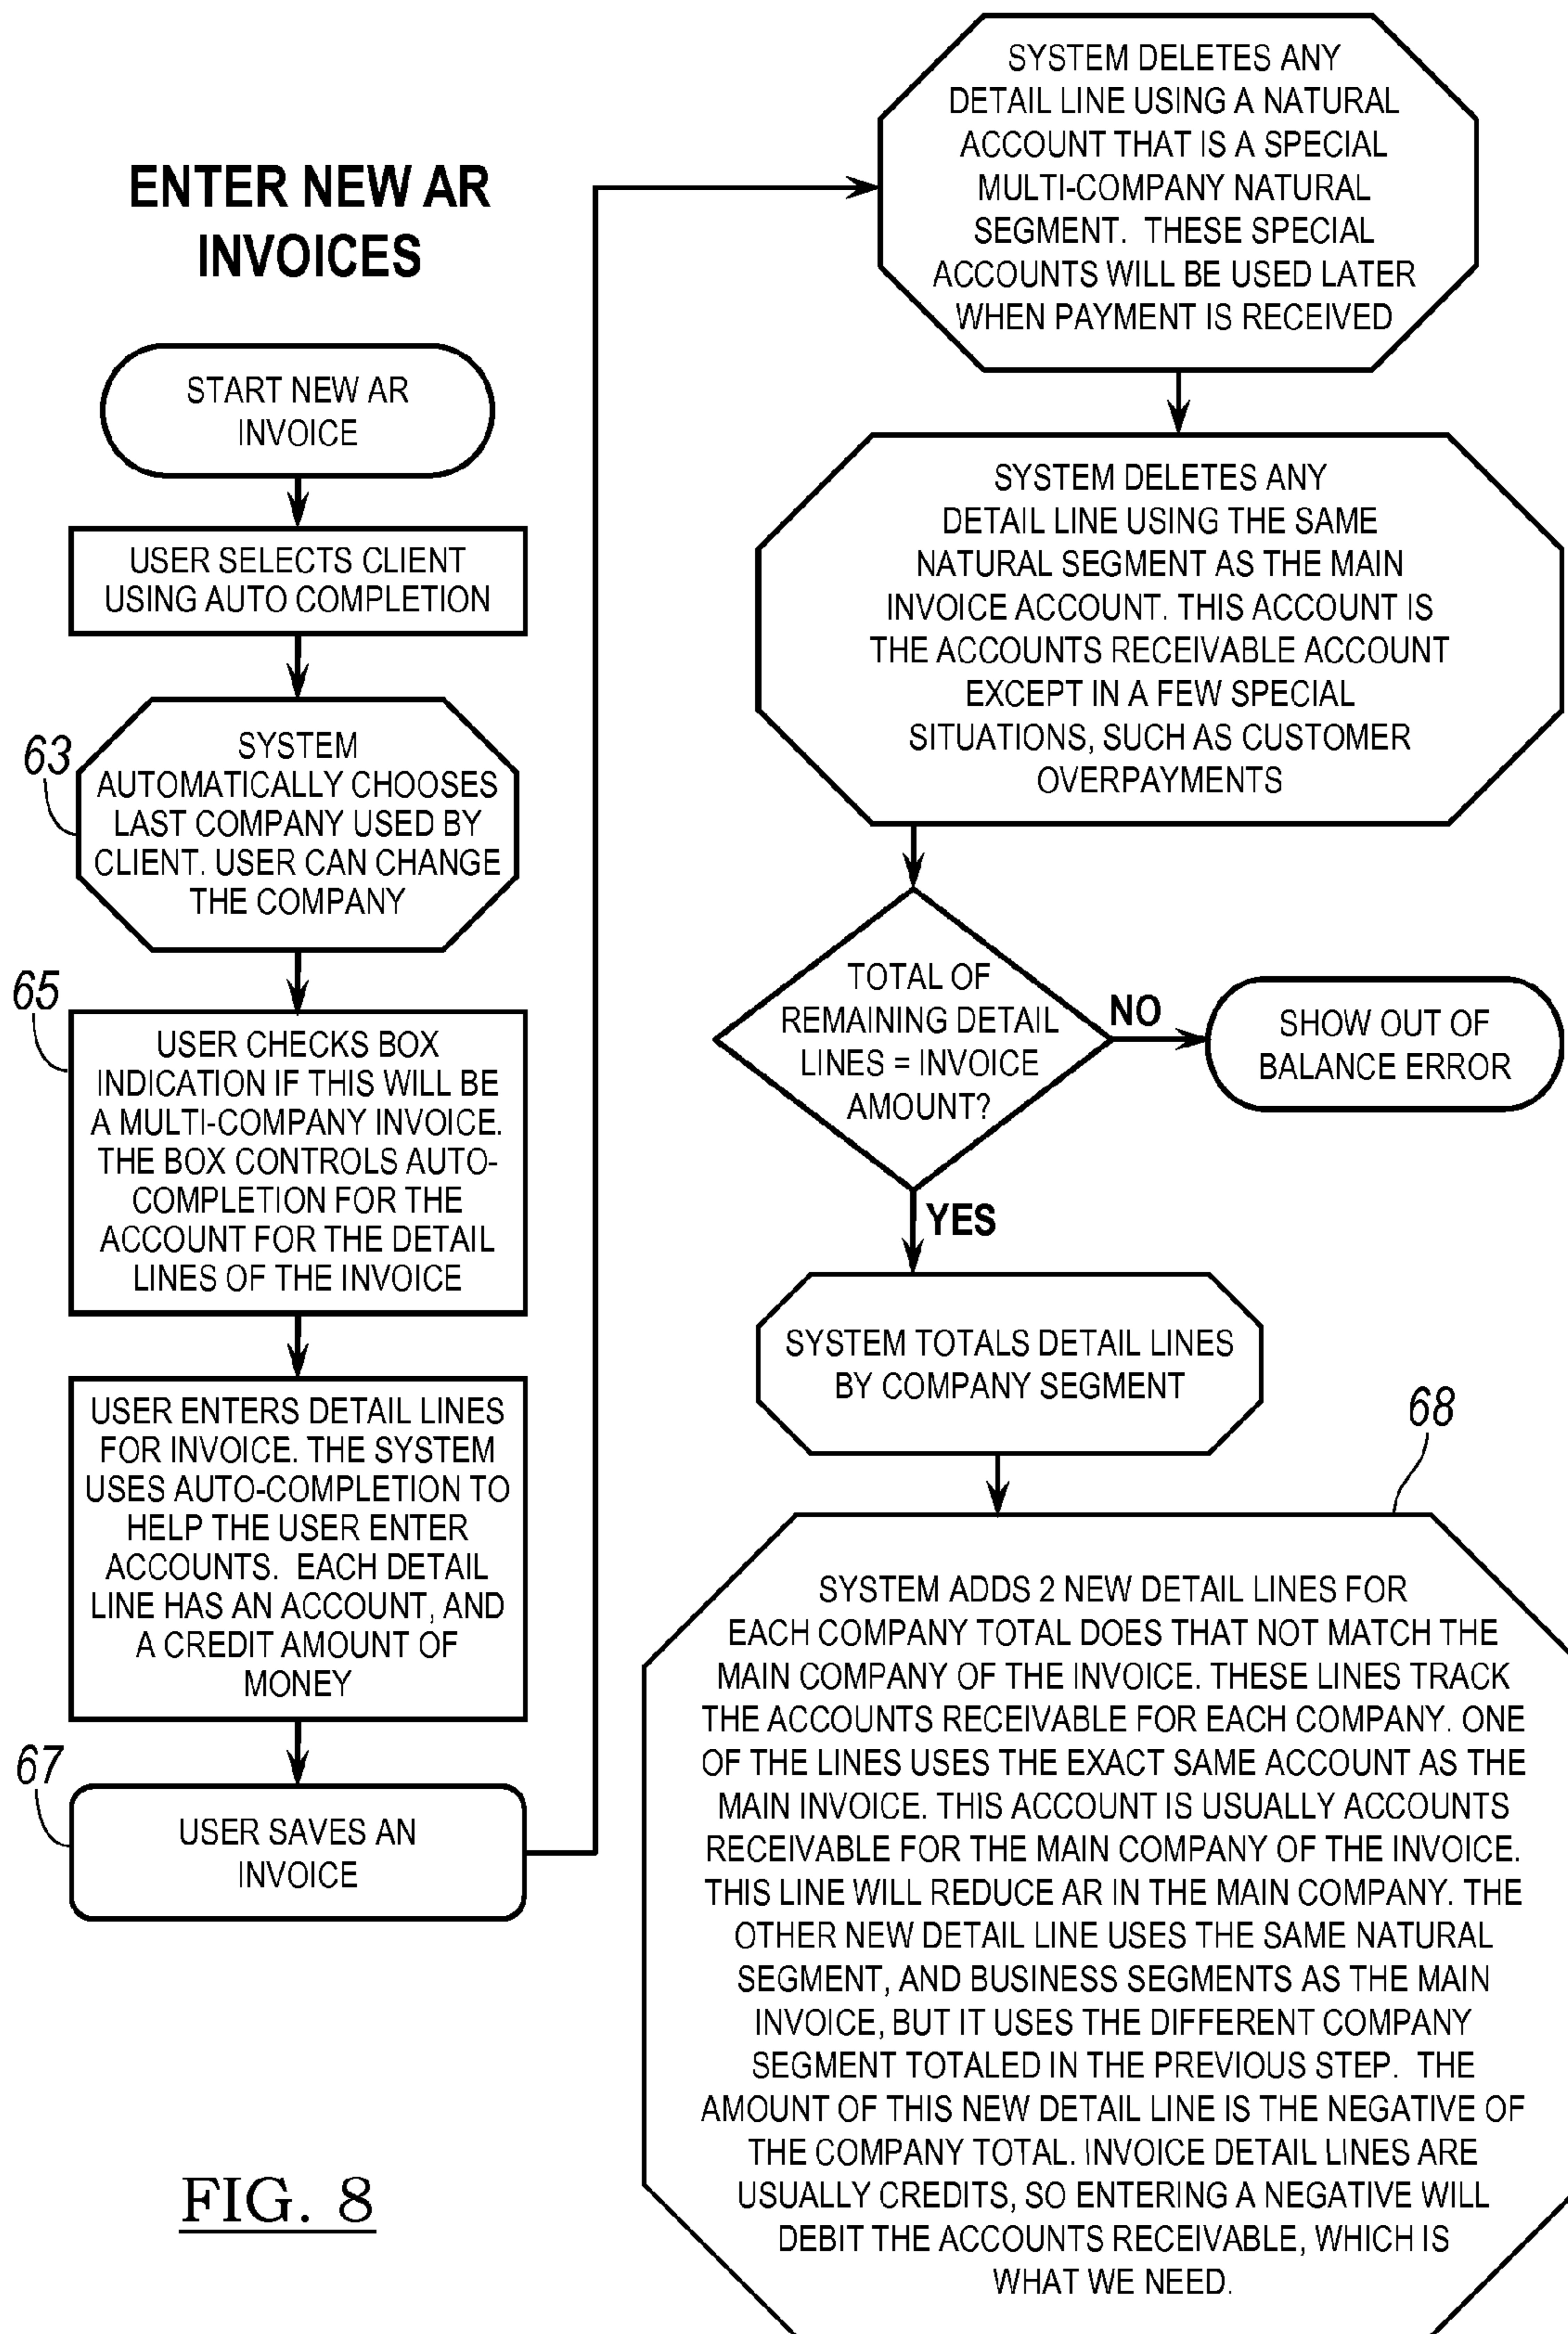 ENTER NEW AR
INVOICES
START NEW AR
INVOICE
USER SELECTS CLIENT
USING AUTO COMPLETION
63
SYSTEM
AUTOMATICALLY CHOOSES
LAST COMPANY USED BY
CLIENT. USER CAN CHANGE
THE COMPANY
65
USER CHECKS BOX
INDICATION IF THIS WILL BE
A MULTI-COMPANY INVOICE.
THE BOX CONTROLS AUTO-
COMPLETION FOR THE
ACCOUNT FOR THE DETAIL
LINES OF THE INVOICE
USER ENTERS DETAIL LINES
FOR INVOICE. THE SYSTEM
USES AUTO-COMPLETION TO
HELP THE USER ENTER
ACCOUNTS. EACH DETAIL
LINE HAS AN ACCOUNT, AND
A CREDIT AMOUNT OF
MONEY
67
USER SAVES AN
INVOICE
SYSTEM DELETES ANY
DETAIL LINE USING A NATURAL
ACCOUNT THAT IS A SPECIAL
MULTI-COMPANY NATURAL
SEGMENT. THESE SPECIAL
ACCOUNTS WILL BE USED LATER
WHEN PAYMENT IS RECEIVED
SYSTEM DELETES ANY
DETAIL LINE USING THE SAME
NATURAL SEGMENT AS THE MAIN
INVOICE ACCOUNT. THIS ACCOUNT IS
THE ACCOUNTS RECEIVABLE ACCOUNT
EXCEPT IN A FEW SPECIAL
SITUATIONS, SUCH AS CUSTOMER
OVERPAYMENTS
TOTAL OF
REMAINING DETAIL
LINES = INVOICE
AMOUNT?
NO
SHOW OUT OF
BALANCE ERROR
YES
SYSTEM TOTALS DETAIL LINES
BY COMPANY SEGMENT
68
SYSTEM ADDS 2 NEW DETAIL LINES FOR
EACH COMPANY TOTAL DOES THAT NOT MATCH THE
MAIN COMPANY OF THE INVOICE. THESE LINES TRACK
THE ACCOUNTS RECEIVABLE FOR EACH COMPANY. ONE
OF THE LINES USES THE EXACT SAME ACCOUNT AS THE
MAIN INVOICE. THIS ACCOUNT IS USUALLY ACCOUNTS
RECEIVABLE FOR THE MAIN COMPANY OF THE INVOICE.
THIS LINE WILL REDUCE AR IN THE MAIN COMPANY. THE
OTHER NEW DETAIL LINE USES THE SAME NATURAL
SEGMENT, AND BUSINESS SEGMENTS AS THE MAIN
INVOICE, BUT IT USES THE DIFFERENT COMPANY
SEGMENT TOTALED IN THE PREVIOUS STEP. THE
AMOUNT OF THIS NEW DETAIL LINE IS THE NEGATIVE OF
THE COMPANY TOTAL. INVOICE DETAIL LINES ARE
USUALLY CREDITS, SO ENTERING A NEGATIVE WILL
DEBIT THE ACCOUNTS RECEIVABLE, WHICH IS
WHAT WE NEED.
FIG. 8